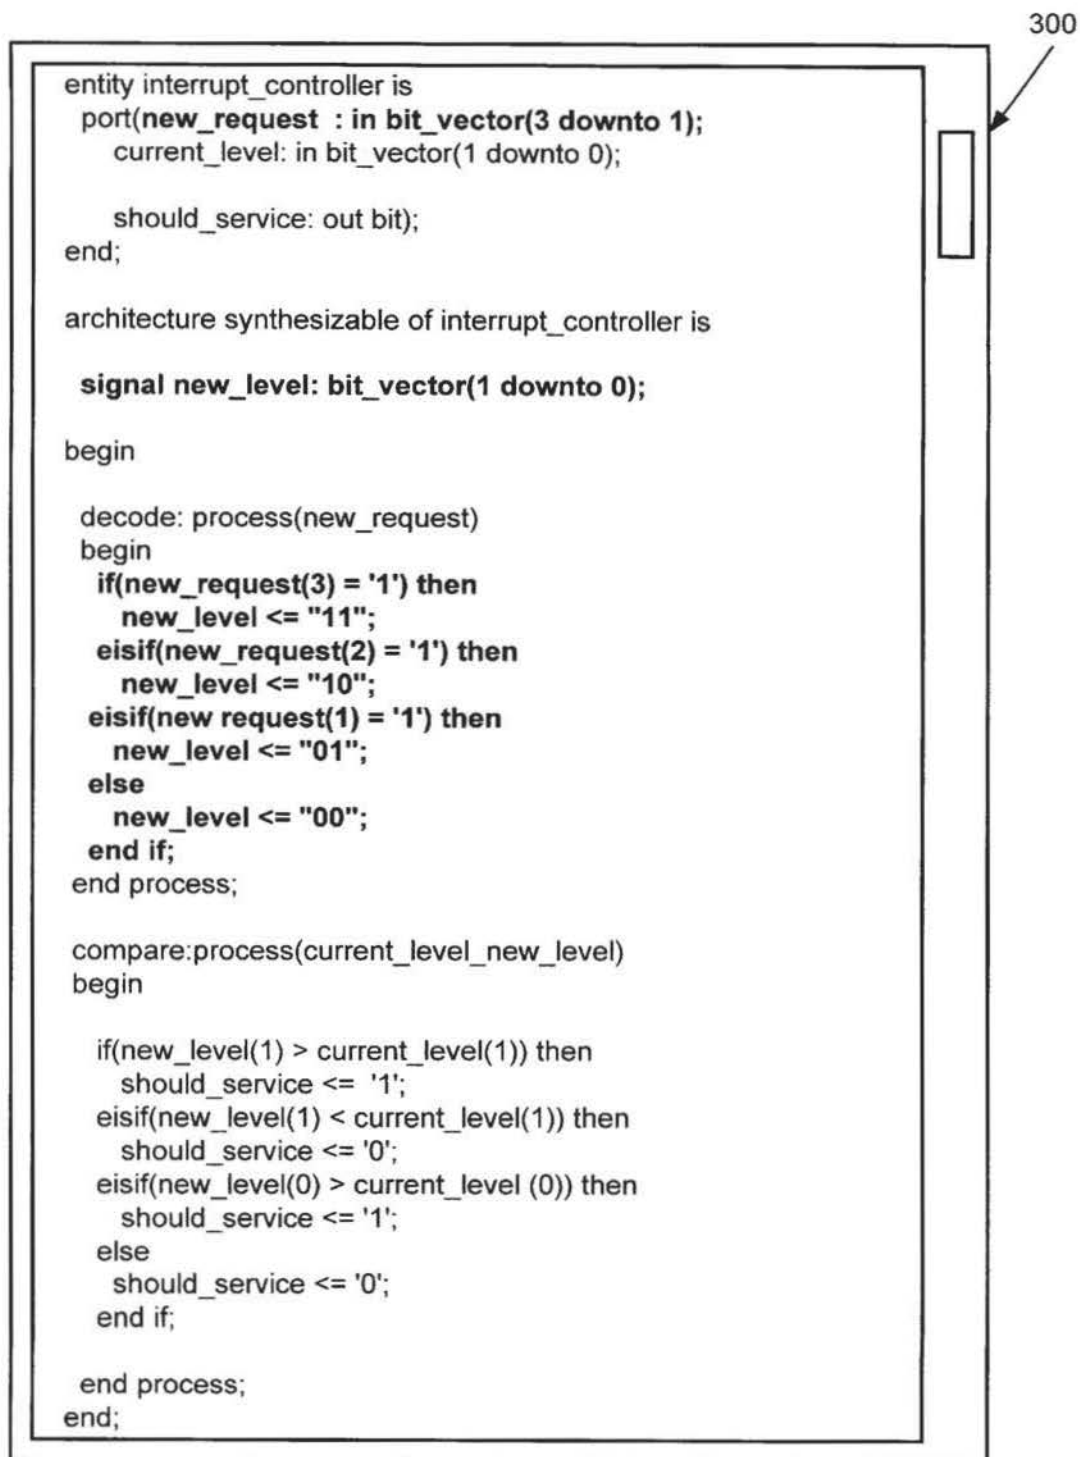 300
entity interrupt_controller is
port(new_request : in bit_vector(3 downto 1);
current_level: in bit_vector(1 downto 0);
should_service: out bit);
end;
architecture synthesizable of interrupt_controller is
signal new_level: bit_vector(1 downto 0);
begin
decode: process(new_request)
begin
if(new_request(3) = '1') then
new_level <= "11";
eisif(new_request(2) = '1') then
new_level <= "10";
eisif(new request(1) = '1') then
new_level <= "01";
else
new_level <= "00";
end if;
end process;
compare:process(current_level_new_level)
begin
if(new_level(1) > current_level(1)) then
should_service <= '1';
eisif(new_level(1) < current_level(1)) then
should_service <= '0';
eisif(new_level(0) > current_level (0)) then
should_service <= '1';
else
should_service <= '0';
end if;
end process;
end;